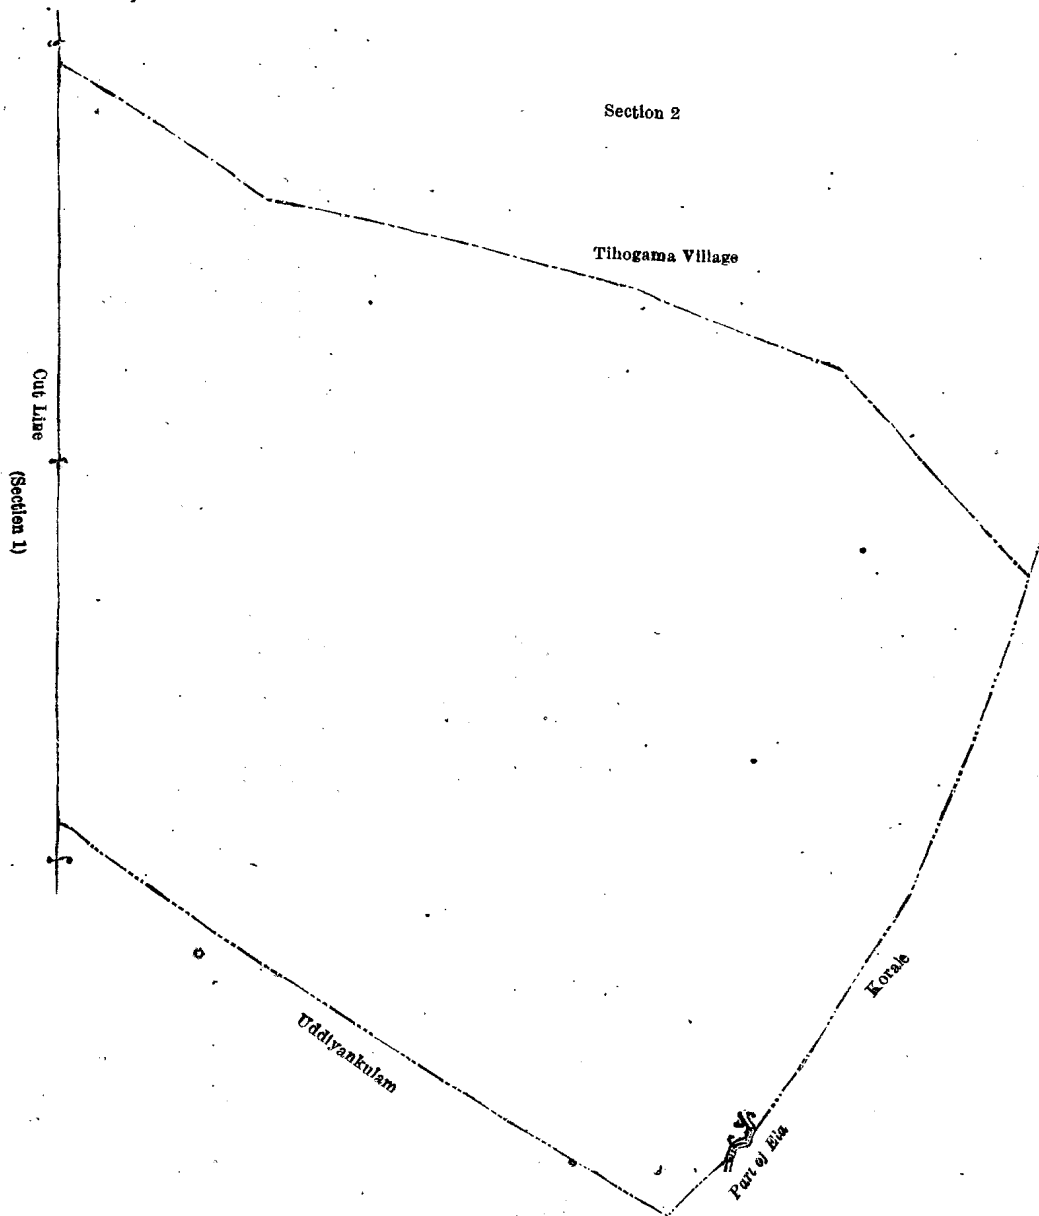 Section 2
Tihogama Village
Cut Line
(Section 1)
Korale
Uddiyankulam
Part of Ela